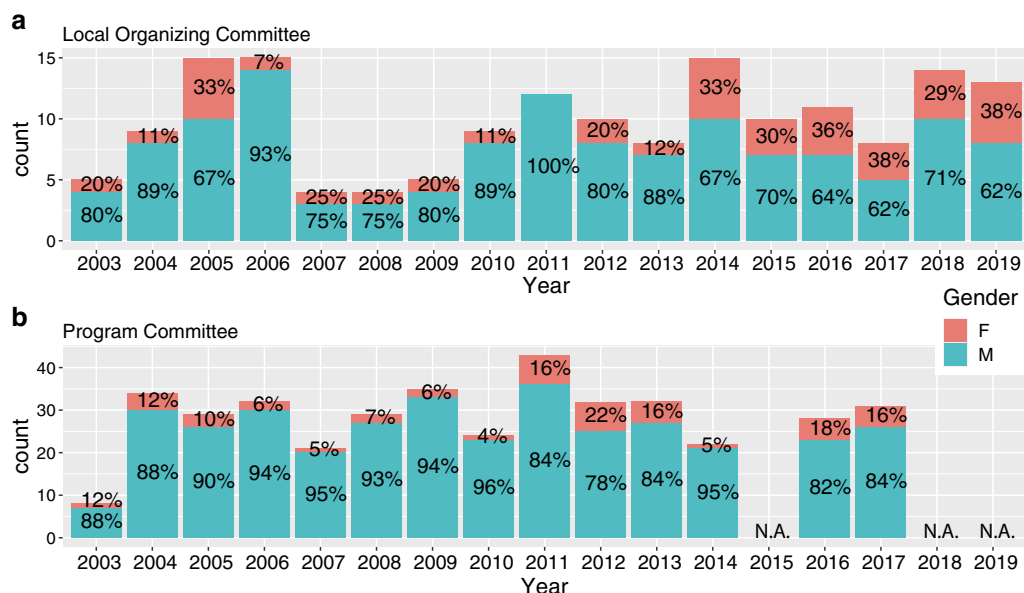 a
Local Organizing Committee
count
15
10
5
0
20% 11% 33% 7% 25% 25% 20% 11% 100% 20% 12% 33% 30% 36% 38% 29% 38%
80% 89% 67% 93% 75% 75% 80% 89% 80% 88% 67% 70% 64% 62% 71% 62%
2003 2004 2005 2006 2007 2008 2009 2010 2011 2012 2013 2014 2015 2016 2017 2018 2019
Year
Gender
F
M
b
Program Committee
count
40
30
20
10
0
12% 12% 10% 6% 5% 7% 6% 4% 16% 22% 16% 5% 18% 16%
88% 88% 90% 94% 95% 93% 94% 96% 84% 78% 84% 95% N.A. 82% 84% N.A. N.A.
2003 2004 2005 2006 2007 2008 2009 2010 2011 2012 2013 2014 2015 2016 2017 2018 2019
Year